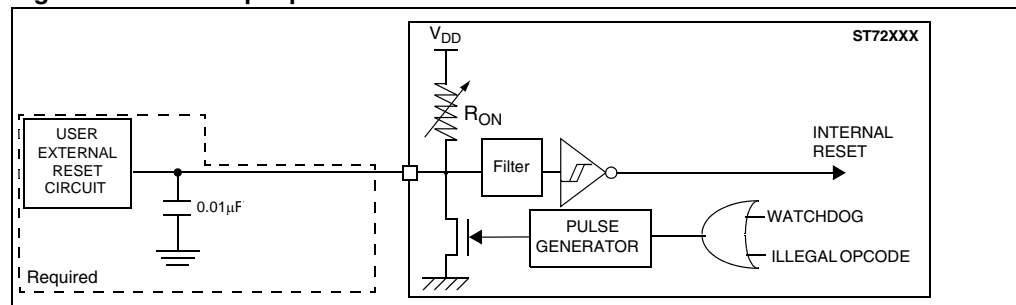 V_DD
ST72XXX
R_ON
USER
EXTERNAL
RESET
CIRCUIT
0.01μF
Required
Filter
INTERNAL
RESET
PULSE
GENERATOR
WATCHDOG
ILLEGAL OPCODE